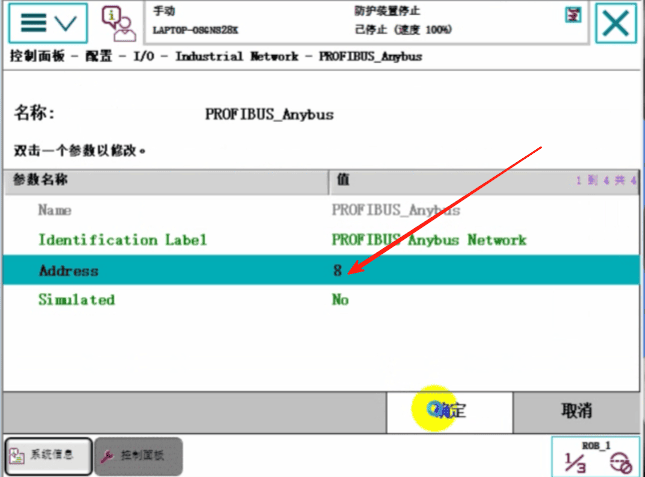 手动 防护装置停止
LAPTOP-O8GNS28K 已停止 (速度 100%)
控制面板 - 配置 - I/O - Industrial Network - PROFIBUS_Anybus
名称: PROFIBUS_Anybus
双击一个参数以修改。
参数名称 值 1 到 4 共 4
Name PROFIBUS_Anybus
Identification Label PROFIBUS Anybus Network
Address 8
Simulated No
确定 取消
系统信息 控制面板 ROB_1
1/3